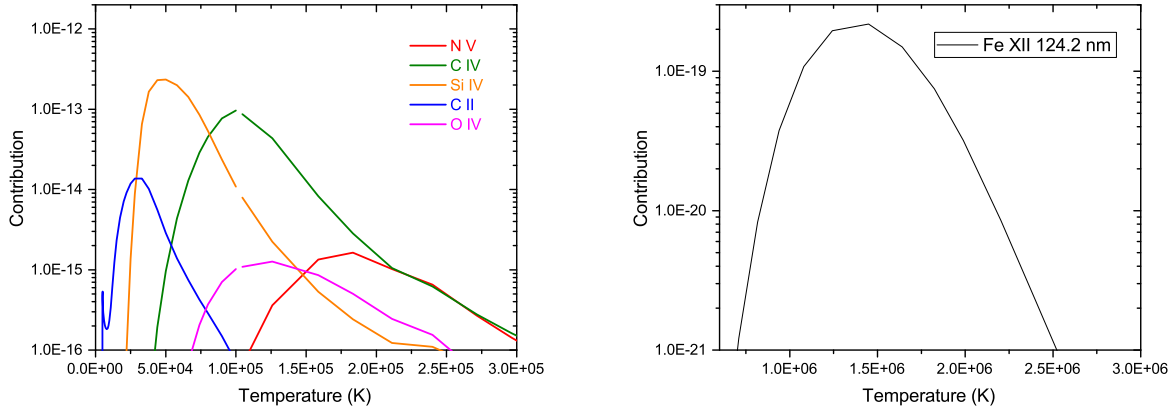 1.0E-12
1.0E-13
1.0E-14
1.0E-15
1.0E-16
Contribution
N V
C IV
Si IV
C II
O IV
0.0E+00
5.0E+04
1.0E+05
1.5E+05
2.0E+05
2.5E+05
3.0E+05
Temperature (K)
1.0E-19
1.0E-20
1.0E-21
Contribution
Fe XII 124.2 nm
1.0E+06
1.5E+06
2.0E+06
2.5E+06
3.0E+06
Temperature (K)